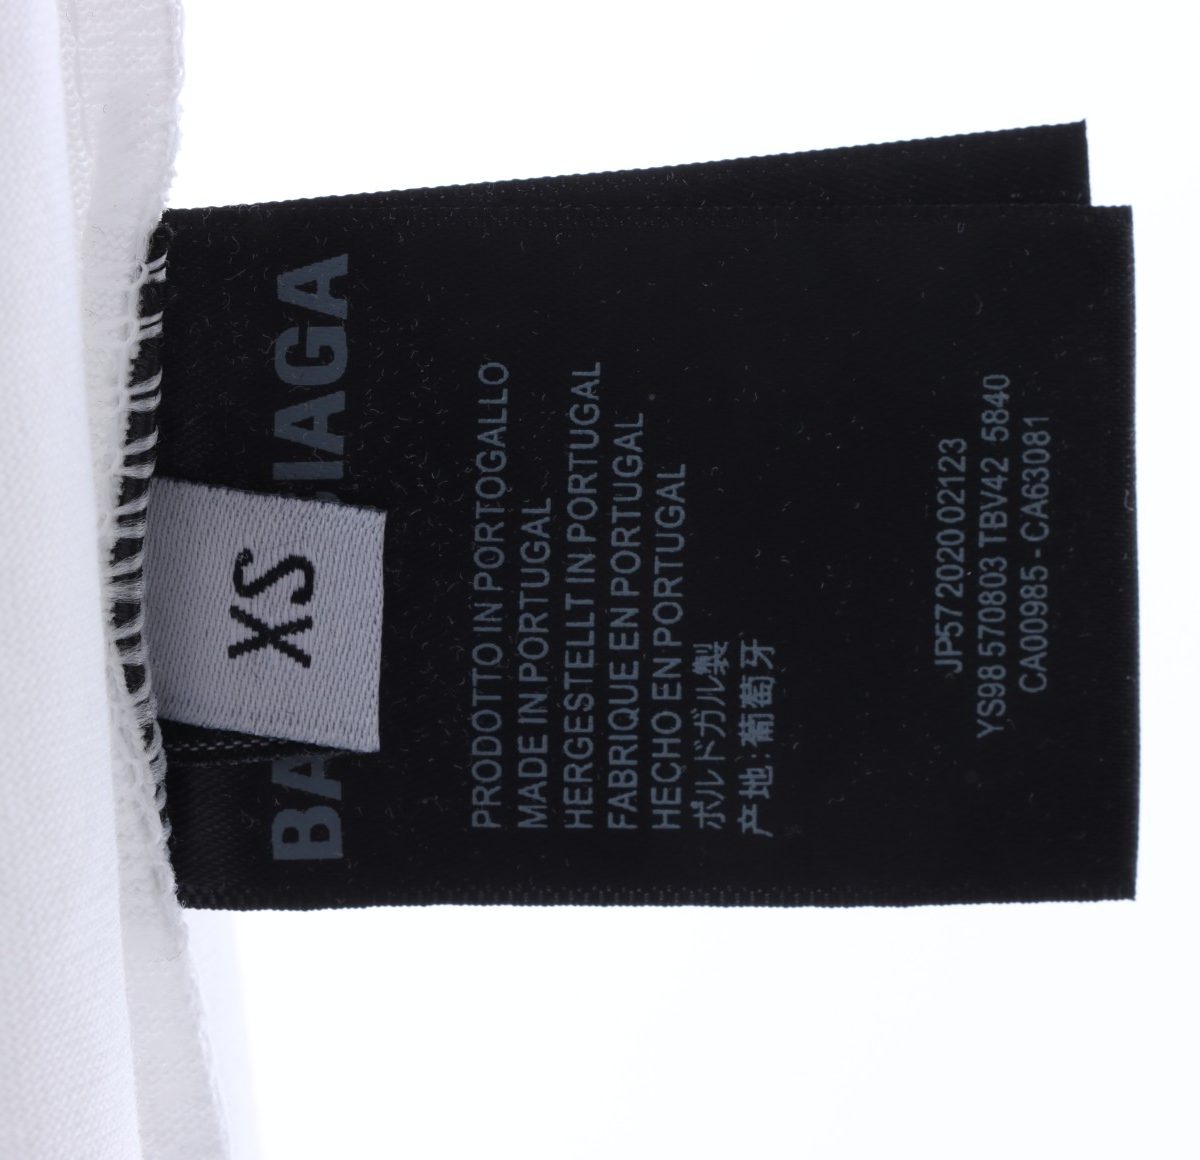 BA IAGA
XS
PRODOTTO IN PORTOGALLO
MADE IN PORTUGAL
HERGESTELLT IN PORTUGAL
FABRIQUE EN PORTUGAL
HECHO EN PORTUGAL
ポルトガル製
产地:葡萄牙
JP57 2020 02123
YS98 570803 TBV42 5840
CA00985 - CA63081